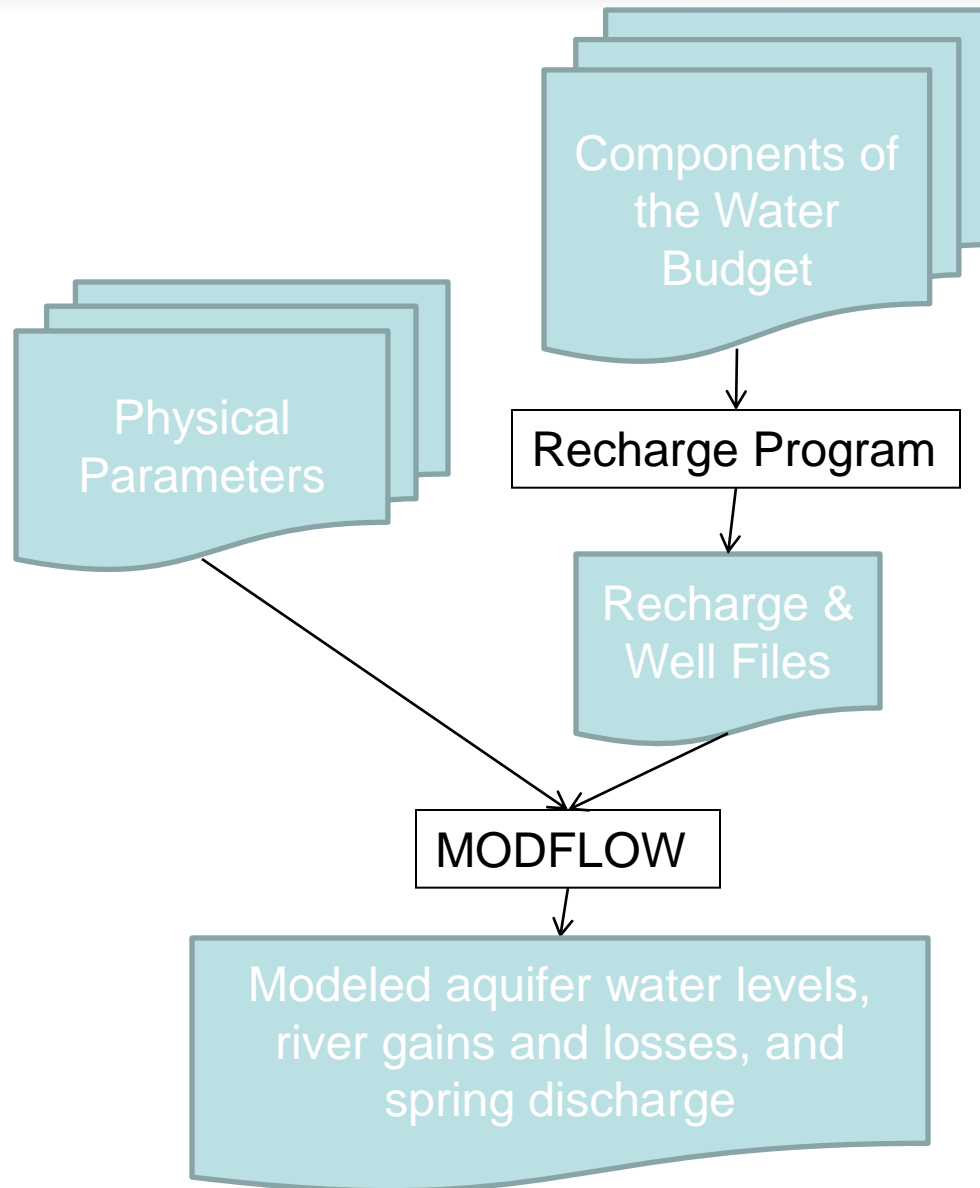 Components of
the Water
Budget
Physical
Parameters
Recharge Program
Recharge &
Well Files
MODFLOW
Modeled aquifer water levels,
river gains and losses, and
spring discharge